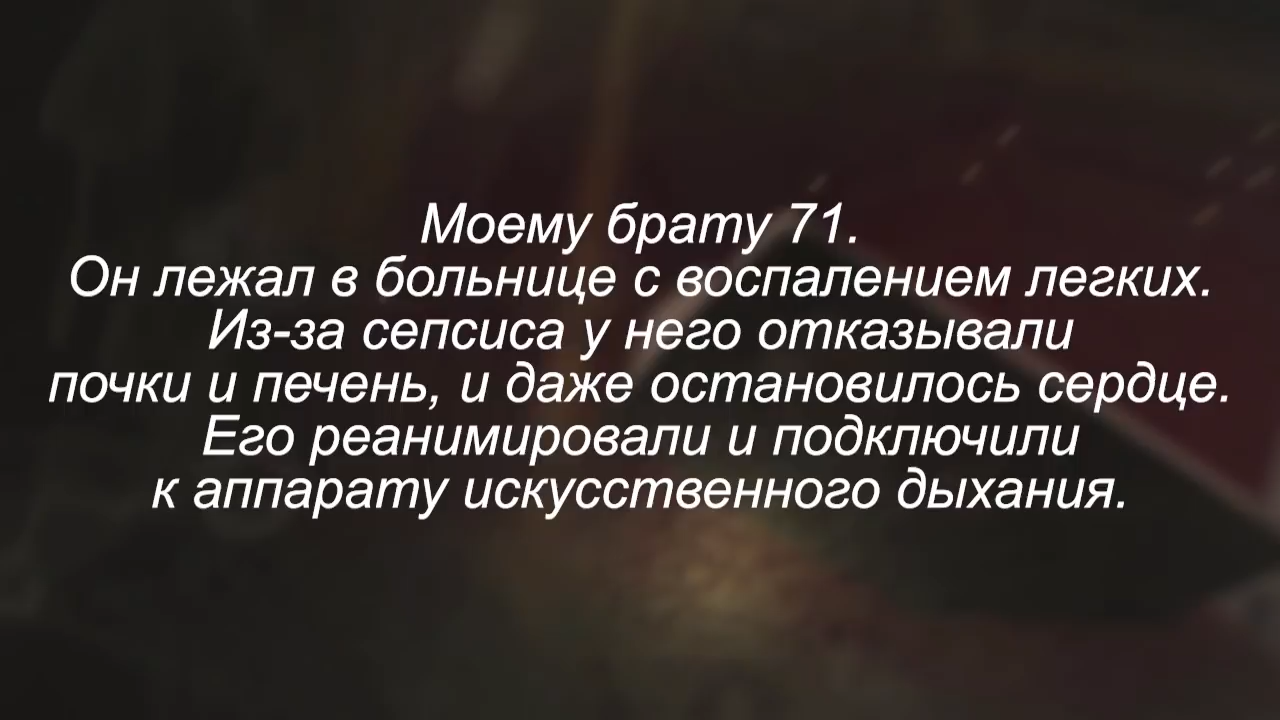 Моему брату 71.
Он лежал в больнице с воспалением легких.
Из-за сепсиса у него отказывали
почки и печень, и даже остановилось сердце.
Его реанимировали и подключили
к аппарату искусственного дыхания.